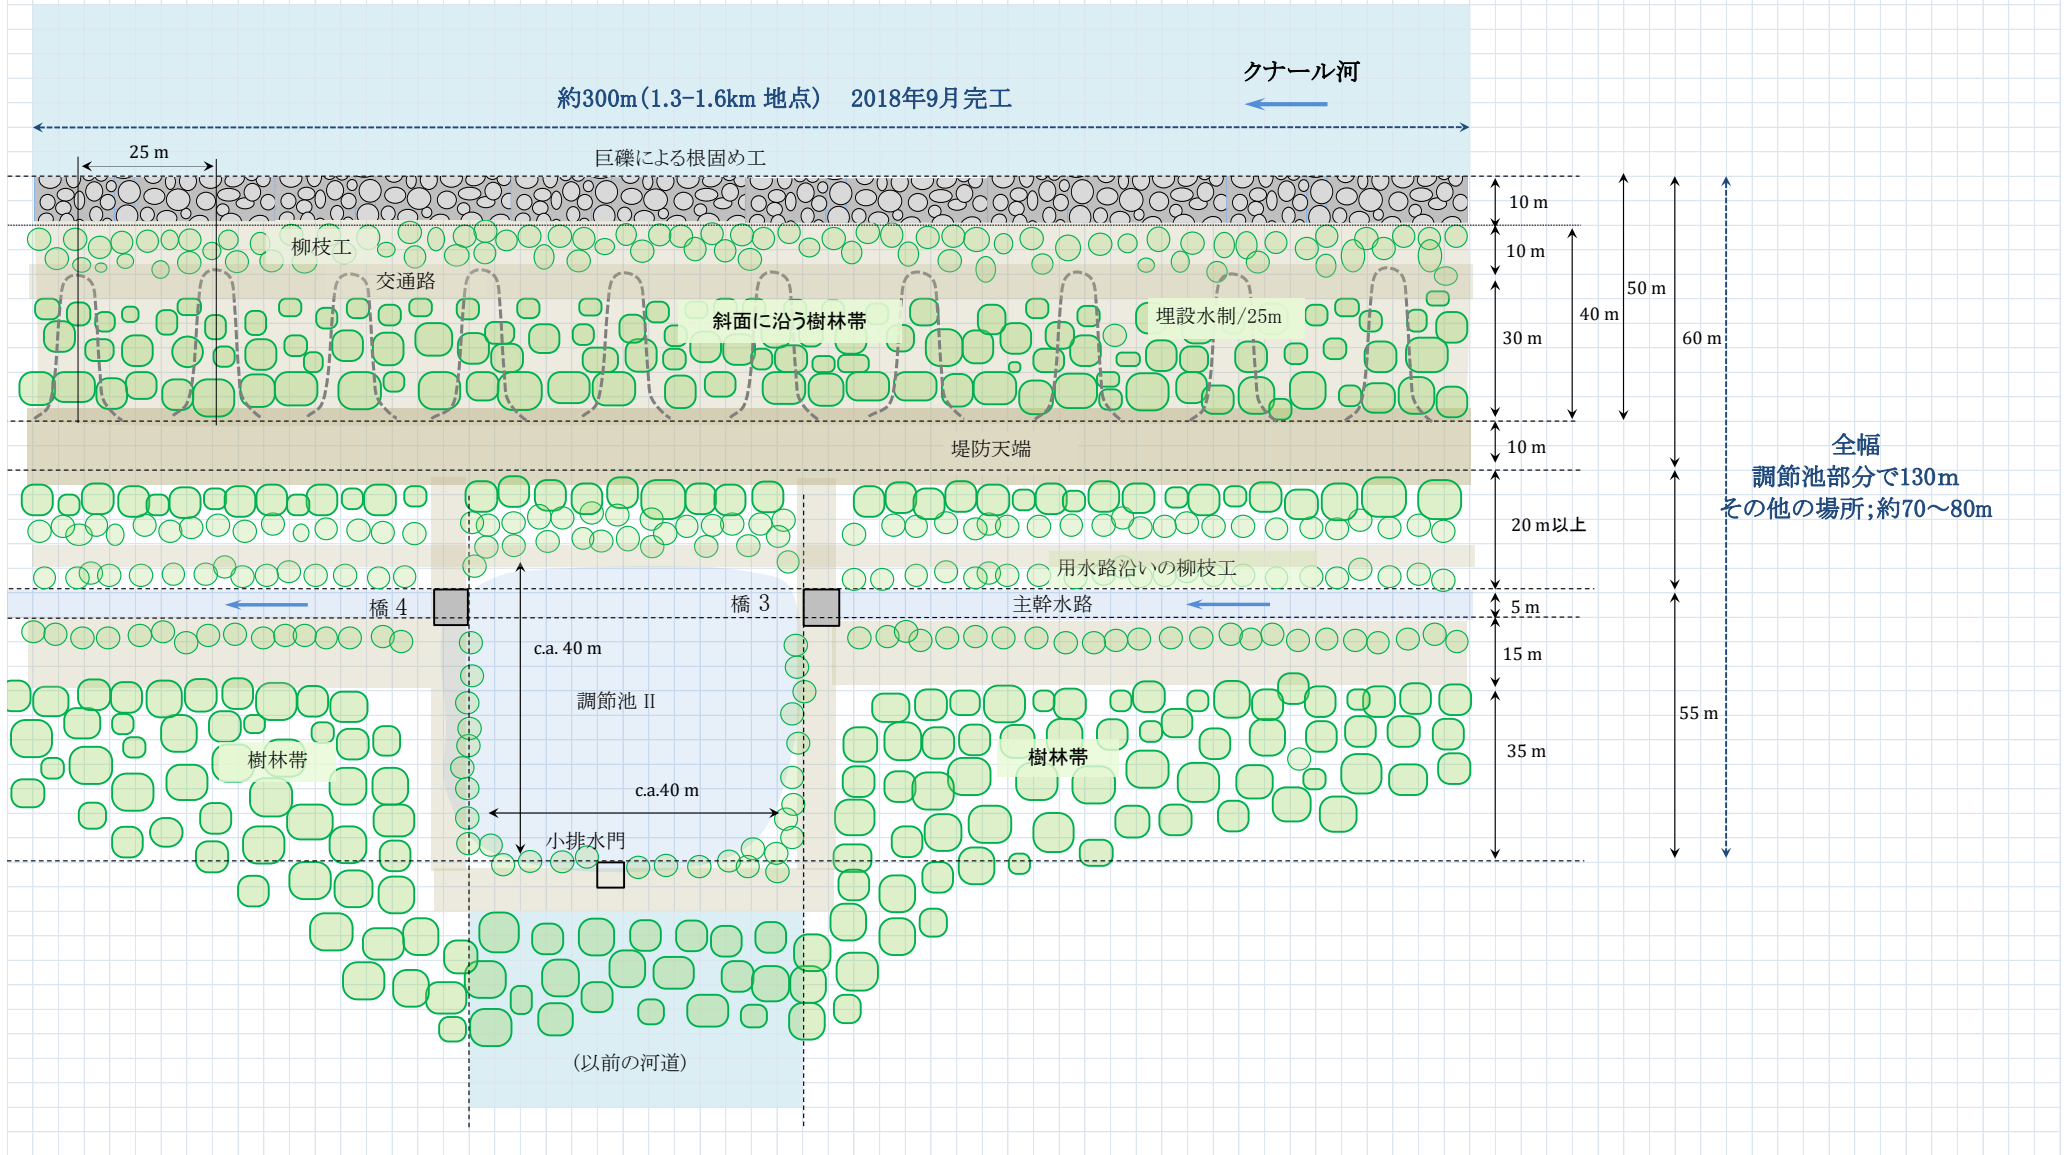 クナール河
約300m(1.3-1.6km 地点) 2018年9月完工
25 m
巨礫による根固め工
10 m
柳枝工
10 m
交通路
50 m
斜面に沿う樹林帯
埋設水制/25m
40 m
30 m
60 m
堤防天端
10 m
全幅
調節池部分で130m
その他の場所;約70～80m
20 m以上
用水路沿いの柳枝工
橋 4
橋 3
主幹水路
5 m
c.a. 40 m
15 m
調節池 II
55 m
樹林帯
樹林帯
35 m
c.a.40 m
小排水門
(以前の河道)